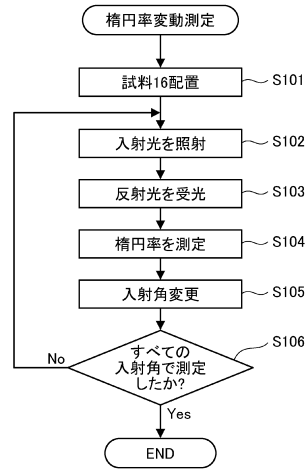 楕円率変動測定
試料16配置 S101
入射光を照射 S102
反射光を受光 S103
楕円率を測定 S104
入射角変更 S105
すべての
入射角で測定
したか?
S106
No
Yes
END